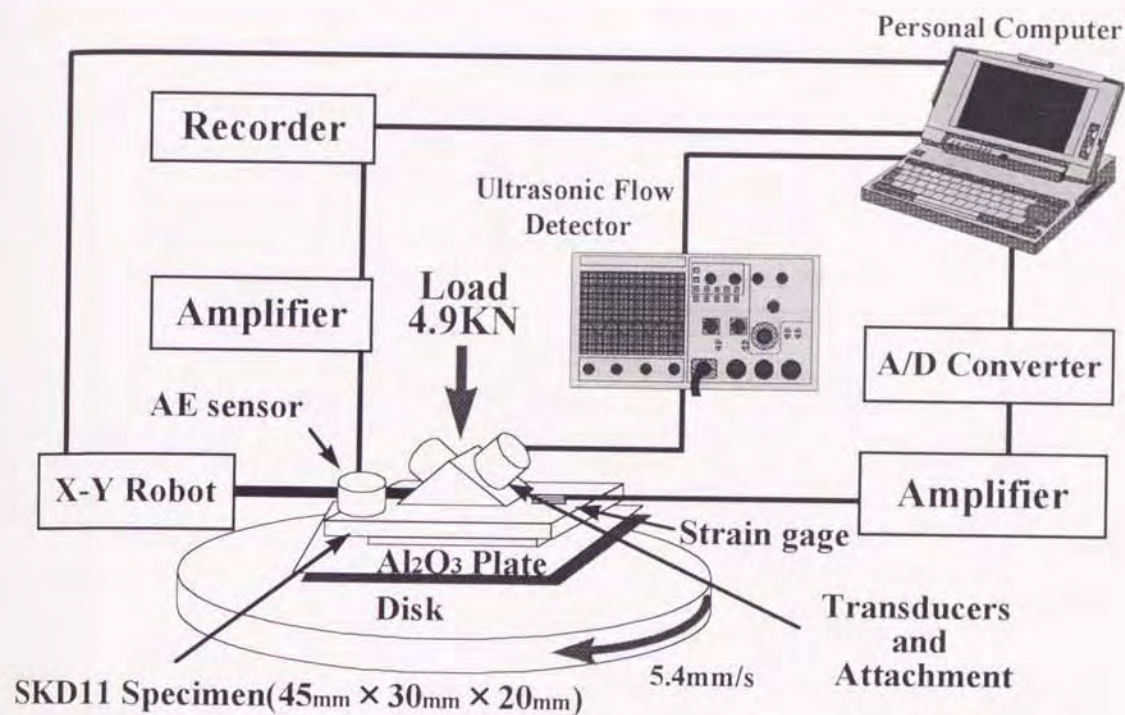 Personal Computer
Recorder
Ultrasonic Flow
Detector
Load
4.9KN
Amplifier
A/D Converter
AE sensor
X-Y Robot
Amplifier
Strain gage
Al₂O₃ Plate
Disk
Transducers
and
Attachment
5.4mm/s
SKD11 Specimen(45mm × 30mm × 20mm)